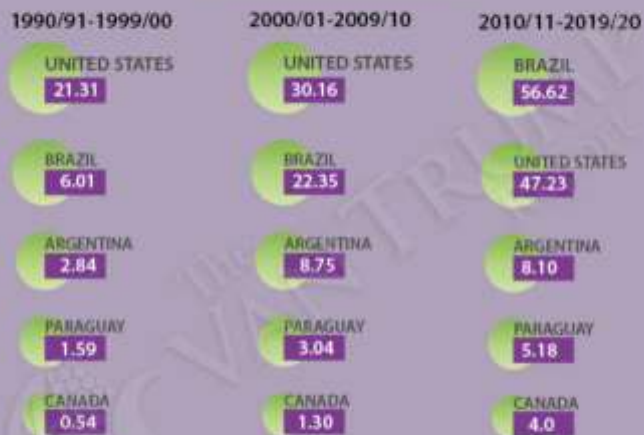 1990/91-1999/00
UNITED STATES
21.31
BRAZIL
6.01
ARGENTINA
2.84
PARAGUAY
1.59
CANADA
0.54
2000/01-2009/10
UNITED STATES
30.16
BRAZIL
22.35
ARGENTINA
8.75
PARAGUAY
3.04
CANADA
1.30
2010/11-2019/20
BRAZIL
56.62
UNITED STATES
47.23
ARGENTINA
8.10
PARAGUAY
5.18
CANADA
4.0
The
VAN TRUMP